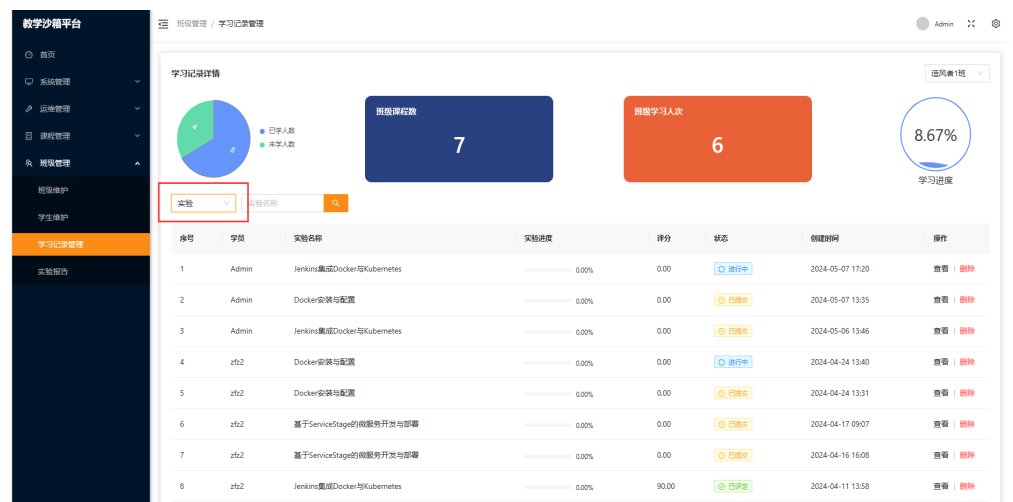 教学沙箱平台
班级管理 / 学习记录管理
Admin
首页
系统管理
运维管理
课程管理
班级管理
班级维护
学生维护
学习记录管理
实验报告
学习记录详情
造风者1班
4
8
已学人数
未学人数
班级课程数
7
班级学习人次
6
8.67%
学习进度
实验
实验名称
序号 学员 实验名称 实验进度 评分 状态 创建时间 操作
1 Admin Jenkins集成Docker与Kubernetes 0.00% 0.00 进行中 2024-05-07 17:20 查看 | 删除
2 Admin Docker安装与配置 0.00% 0.00 已提交 2024-05-07 13:35 查看 | 删除
3 Admin Jenkins集成Docker与Kubernetes 0.00% 0.00 已提交 2024-05-06 13:46 查看 | 删除
4 zfz2 Docker安装与配置 0.00% 0.00 进行中 2024-04-24 13:40 查看 | 删除
5 zfz2 Docker安装与配置 0.00% 0.00 已提交 2024-04-24 13:31 查看 | 删除
6 zfz2 基于ServiceStage的微服务开发与部署 0.00% 0.00 已提交 2024-04-17 09:07 查看 | 删除
7 zfz2 基于ServiceStage的微服务开发与部署 0.00% 0.00 已提交 2024-04-16 16:08 查看 | 删除
8 zfz2 Jenkins集成Docker与Kubernetes 0.00% 90.00 已评定 2024-04-11 13:58 查看 | 删除